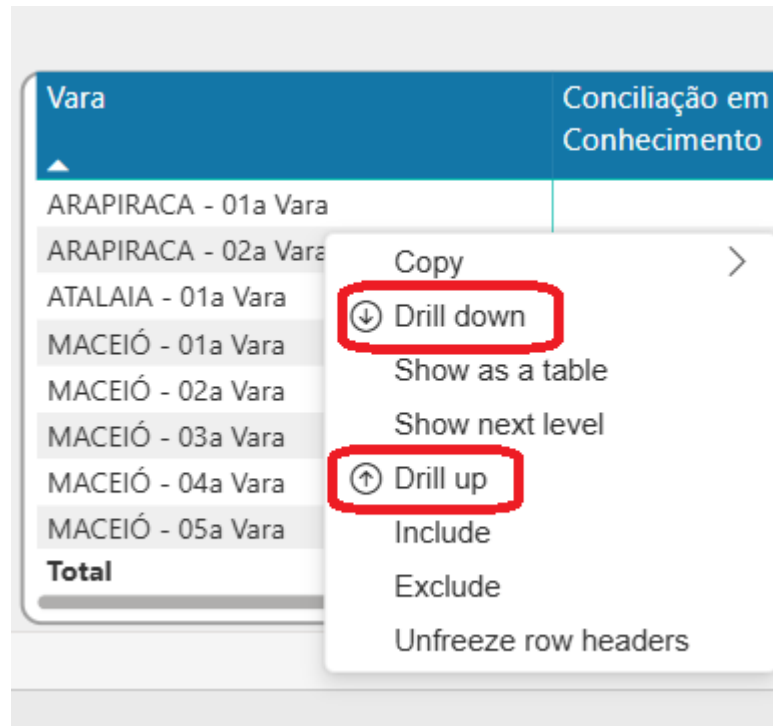 Vara
Conciliação em
Conhecimento
ARAPIRACA - 01a Vara
ARAPIRACA - 02a Vara
ATALAIA - 01a Vara
MACEIÓ - 01a Vara
MACEIÓ - 02a Vara
MACEIÓ - 03a Vara
MACEIÓ - 04a Vara
MACEIÓ - 05a Vara
Total
Copy
Drill down
Show as a table
Show next level
Drill up
Include
Exclude
Unfreeze row headers